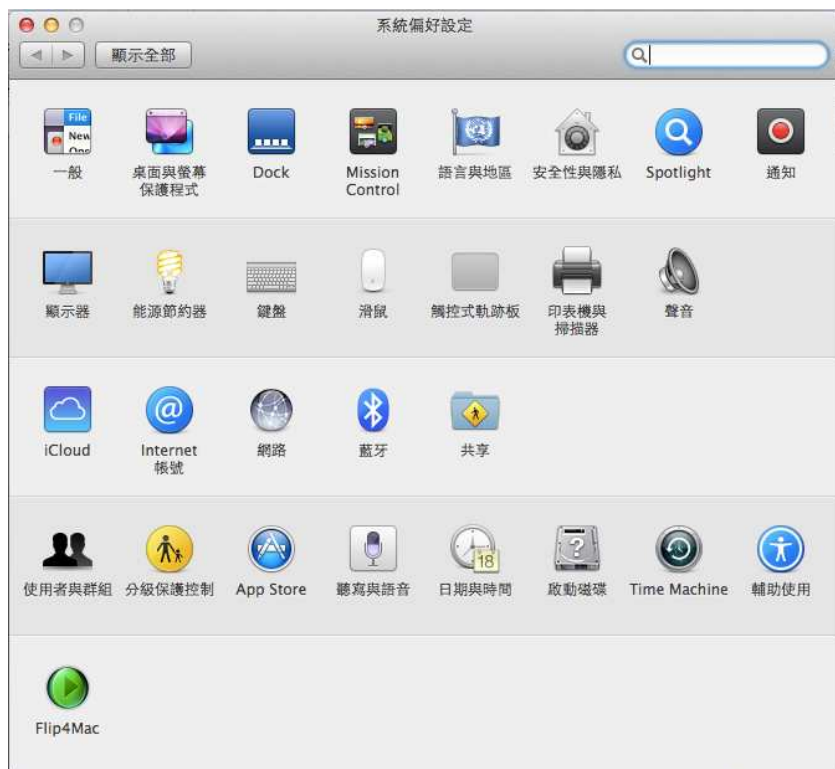 系統偏好設定
顯示全部
File
New
Ope
一般
桌面與螢幕
保護程式
Dock
Mission
Control
語言與地區
安全性與隱私
Spotlight
通知
顯示器
能源節約器
鍵盤
滑鼠
觸控式軌跡板
印表機與
掃描器
聲音
iCloud
Internet
帳號
網路
藍牙
共享
18
使用者與群組
分級保護控制
App Store
聽寫與語音
日期與時間
啟動磁碟
Time Machine
輔助使用
Flip4Mac